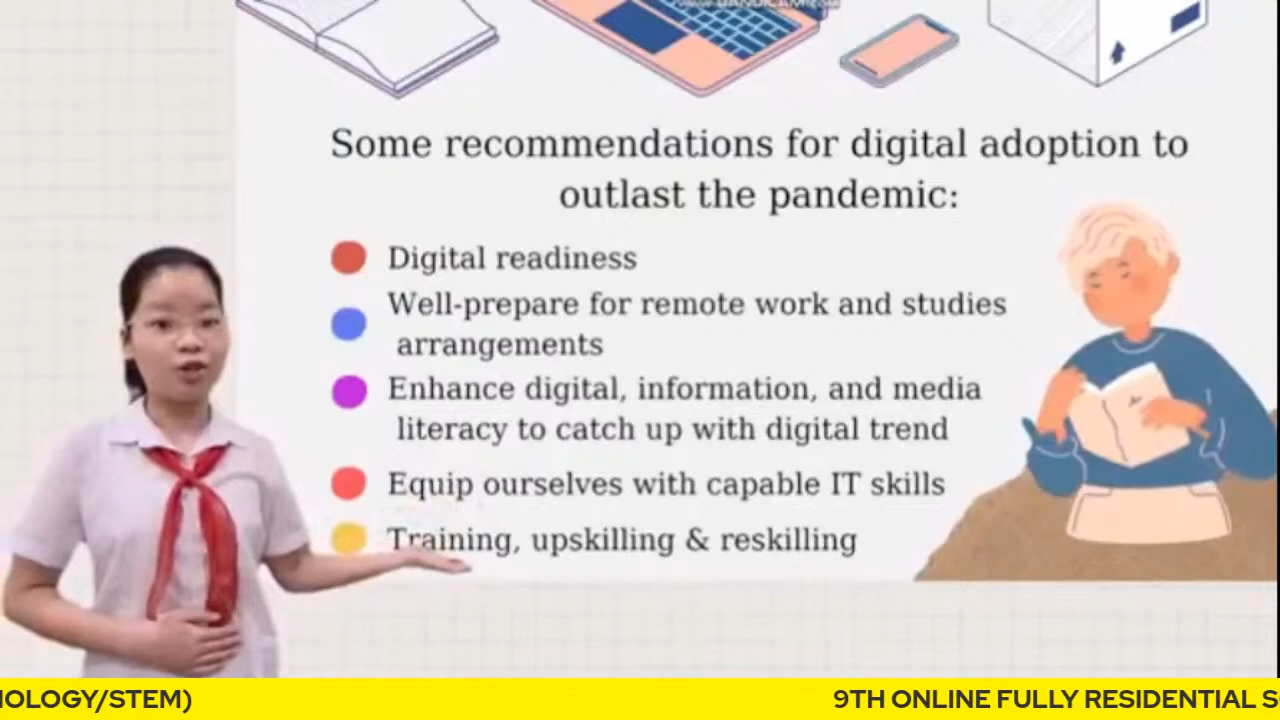 Some recommendations for digital adoption to
outlast the pandemic:
Digital readiness
Well-prepare for remote work and studies
arrangements
Enhance digital, information, and media
literacy to catch up with digital trend
Equip ourselves with capable IT skills
Training, upskilling & reskilling
NOLOGY/STEM)
9TH ONLINE FULLY RESIDENTIAL S